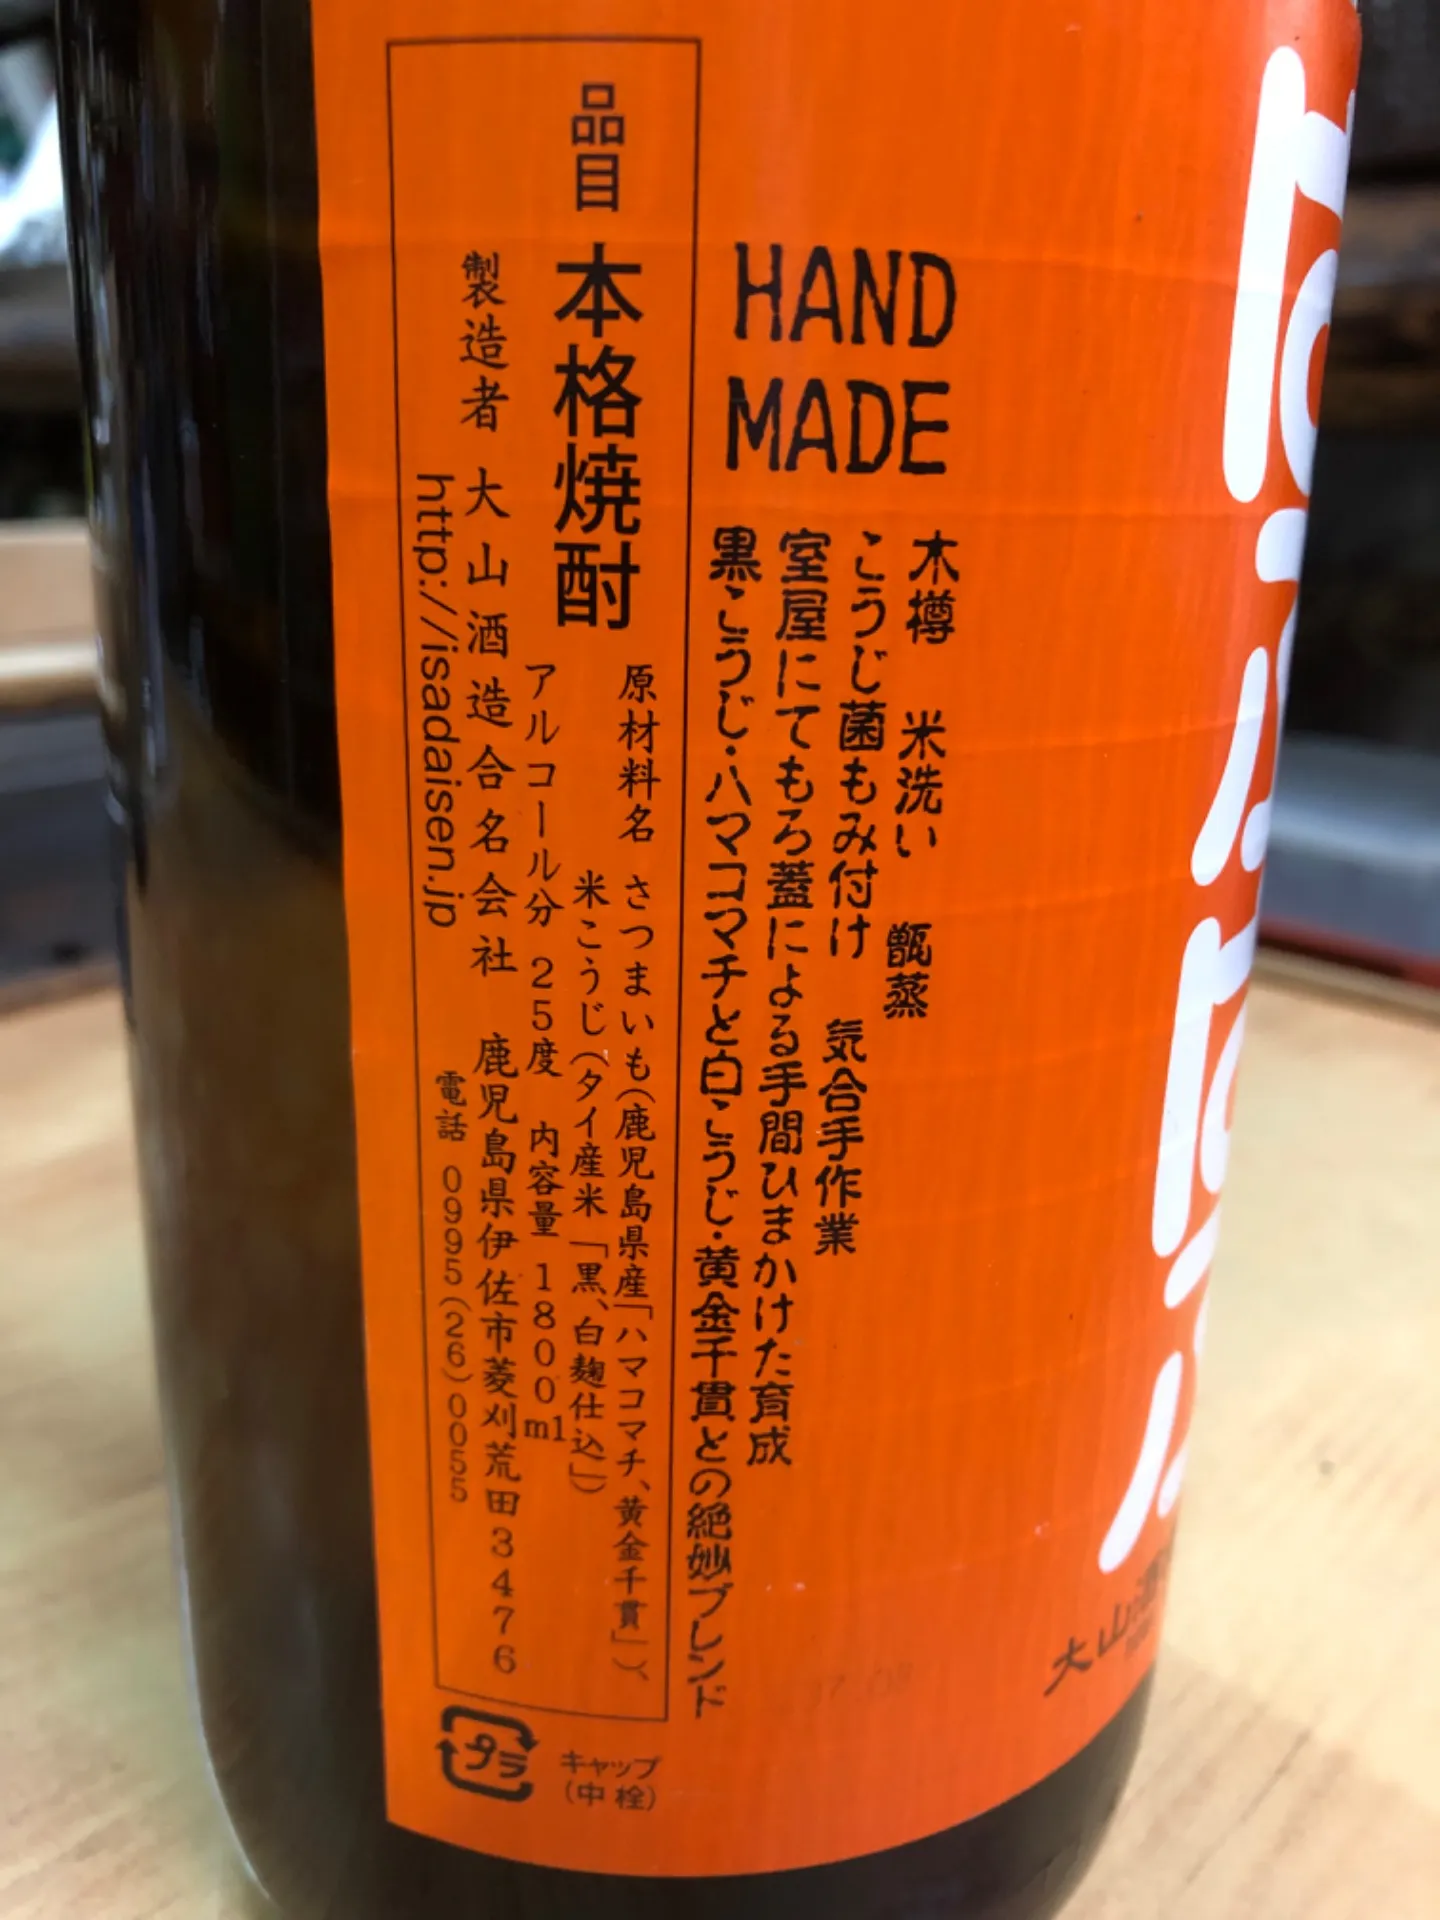 HAND
MADE
木樽 米洗い 甑蒸
こうじ菌もみ付け 気合手作業
室屋にてもろ蓋による手間ひまかけた育成
黒こうじ・ハマコマチと白こうじ・黄金千貫との絶妙ブレンド
品目 本格焼酎
原材料名 さつまいも(鹿児島県産「ハマコマチ、黄金千貫」)、
米こうじ(タイ産米「黒、白麹仕込」)
アルコール分 25度 内容量 1800ml
製造者 大山酒造合名会社 鹿児島県伊佐市菱刈荒田3476
http://isadaisen.jp 電話 0995(26)0055
プラ
キャップ
(中栓)
大山酒